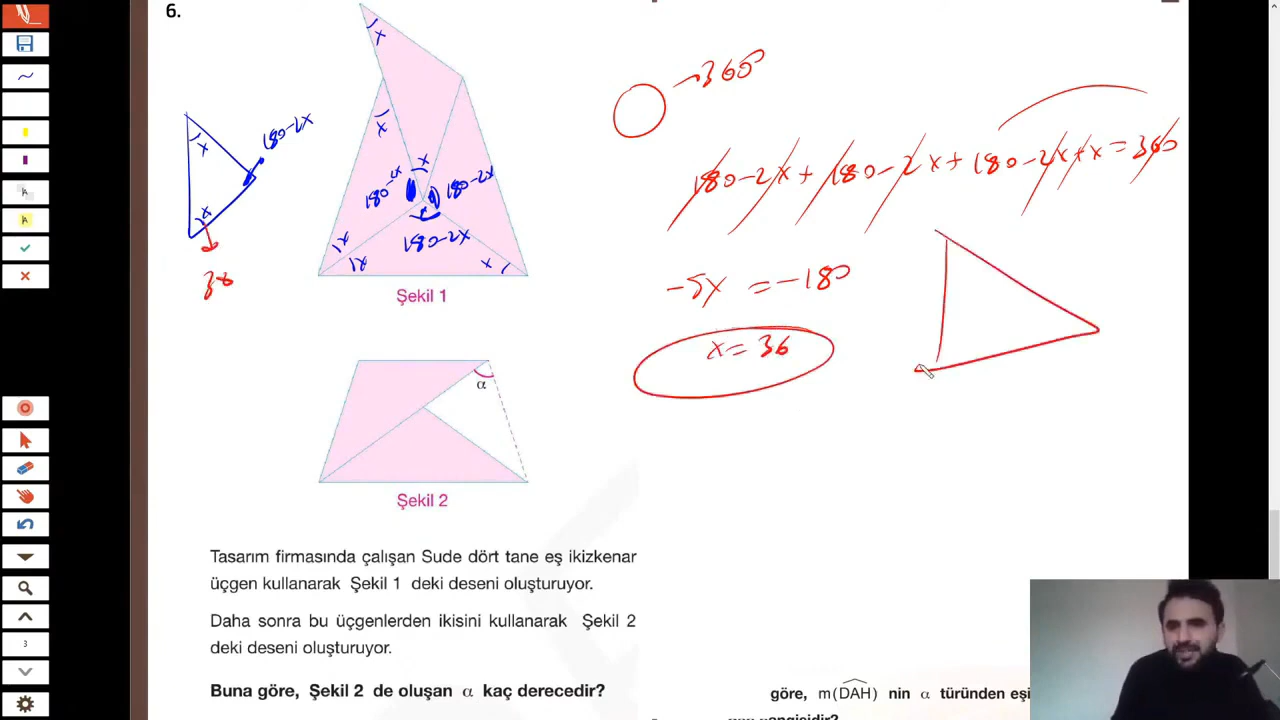 6.
x
x
x
180-2x
180-2x
180-2x
x
x
x
Şekil 1
x
180-2x
x
36
360°
180-2x+180-2x+180-2x+x=360
-5x = -180
x = 36
α
Şekil 2
Tasarım firmasında çalışan Sude dört tane eş ikizkenar
üçgen kullanarak Şekil 1 deki deseni oluşturuyor.
Daha sonra bu üçgenlerden ikisini kullanarak Şekil 2
deki deseni oluşturuyor.
Buna göre, Şekil 2 de oluşan α kaç derecedir?
göre, m(DAH) nin α türünden eşi
3